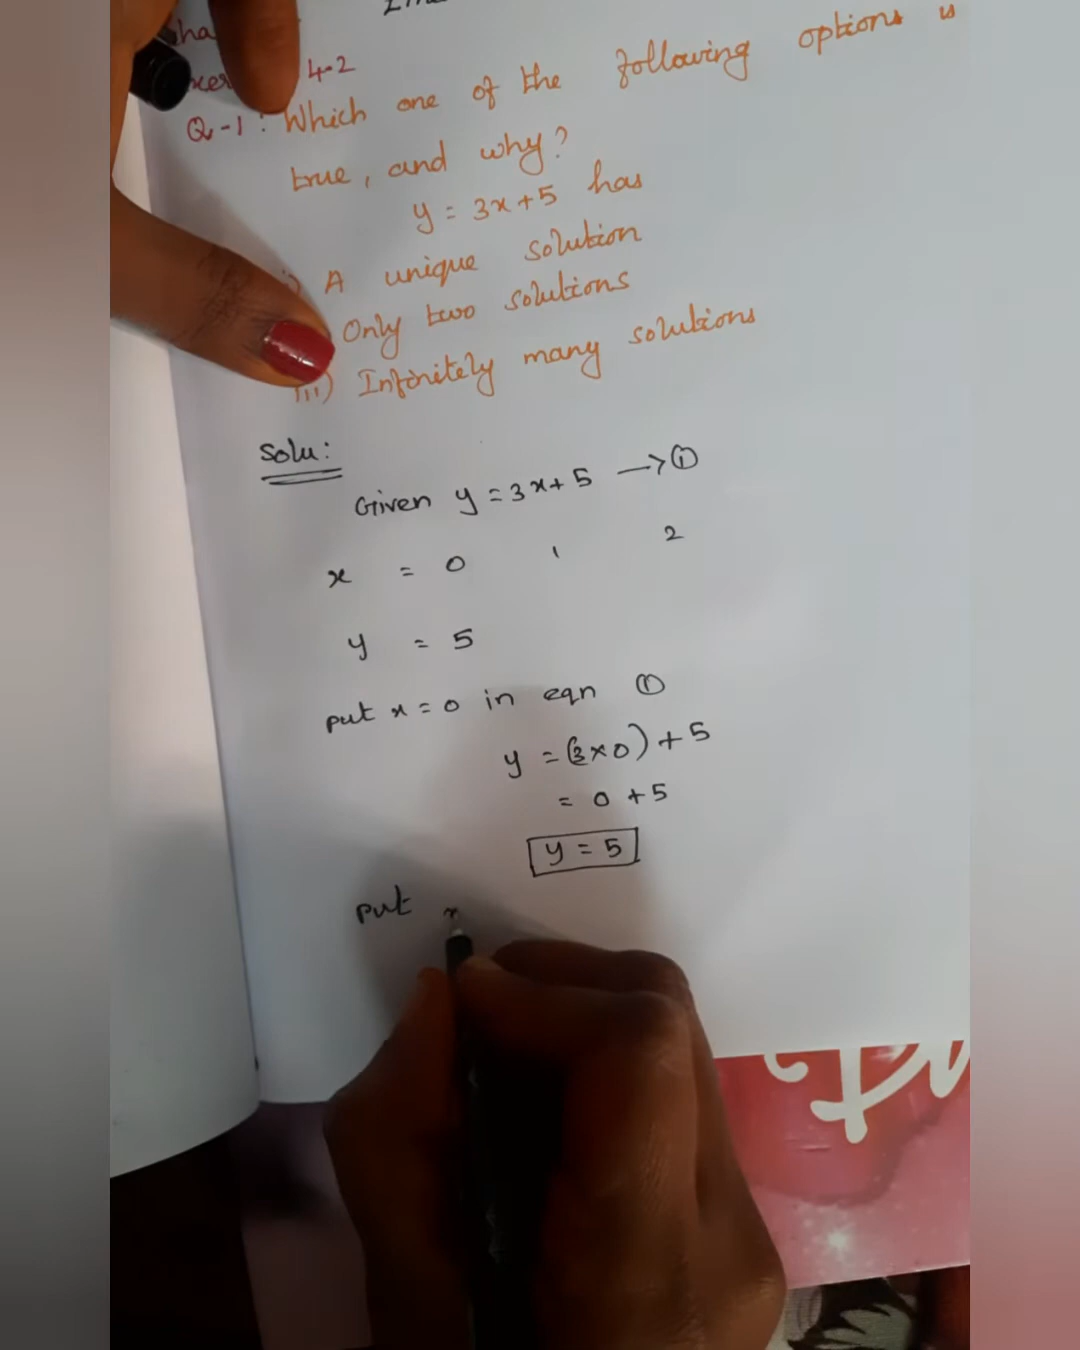 4.2
Q-1: Which one of the following options is
true, and why?
y = 3x+5 has
A unique solution
Only two solutions
iii) Infinitely many solutions
Solu:
Given y = 3x+5 → ①
x = 0 1 2
y = 5
put x = 0 in eqn ①
y = (3×0) + 5
= 0 + 5
y = 5
put x